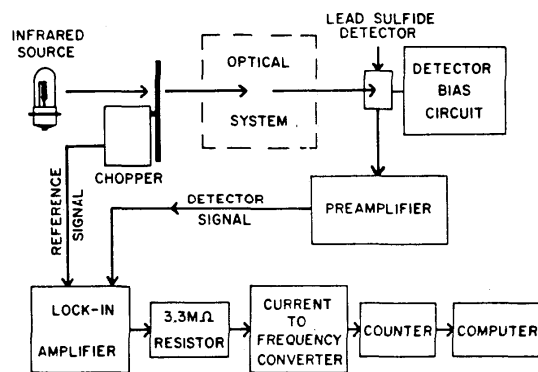 INFRARED
SOURCE
OPTICAL
SYSTEM
LEAD SULFIDE
DETECTOR
DETECTOR
BIAS
CIRCUIT
CHOPPER
REFERENCE
SIGNAL
DETECTOR
SIGNAL
PREAMPLIFIER
LOCK-IN
AMPLIFIER
3.3MΩ
RESISTOR
CURRENT
TO
FREQUENCY
CONVERTER
COUNTER
COMPUTER